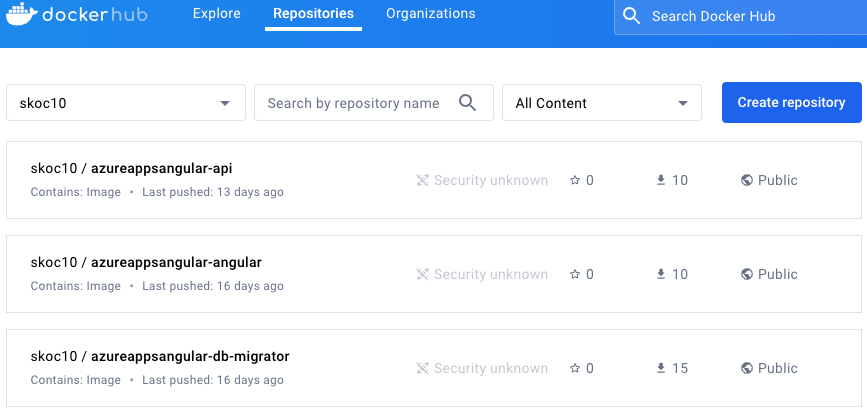 dockerhub Explore Repositories Organizations Search Docker Hub
skoc10 Search by repository name All Content Create repository
skoc10 / azureappsangular-api
Contains: Image • Last pushed: 13 days ago
Security unknown 0 10 Public
skoc10 / azureappsangular-angular
Contains: Image • Last pushed: 16 days ago
Security unknown 0 10 Public
skoc10 / azureappsangular-db-migrator
Contains: Image • Last pushed: 16 days ago
Security unknown 0 15 Public